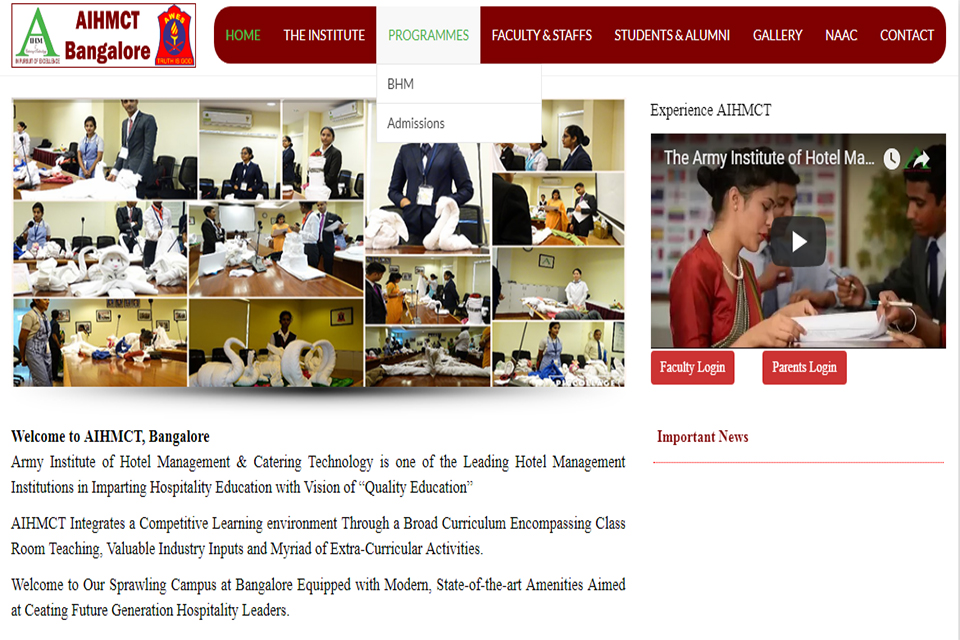 AIHMCT
Bangalore
A
IHM
IN PURSUIT OF EXCELLENCE
AWES
TRUTH IS GOD
HOME THE INSTITUTE PROGRAMMES FACULTY & STAFFS STUDENTS & ALUMNI GALLERY NAAC CONTACT
BHM
Admissions
Experience AIHMCT
The Army Institute of Hotel Ma...
Faculty Login Parents Login
Important News
Welcome to AIHMCT, Bangalore
Army Institute of Hotel Management & Catering Technology is one of the Leading Hotel Management
Institutions in Imparting Hospitality Education with Vision of “Quality Education”
AIHMCT Integrates a Competitive Learning environment Through a Broad Curriculum Encompassing Class
Room Teaching, Valuable Industry Inputs and Myriad of Extra-Curricular Activities.
Welcome to Our Sprawling Campus at Bangalore Equipped with Modern, State-of-the-art Amenities Aimed
at Ceating Future Generation Hospitality Leaders.